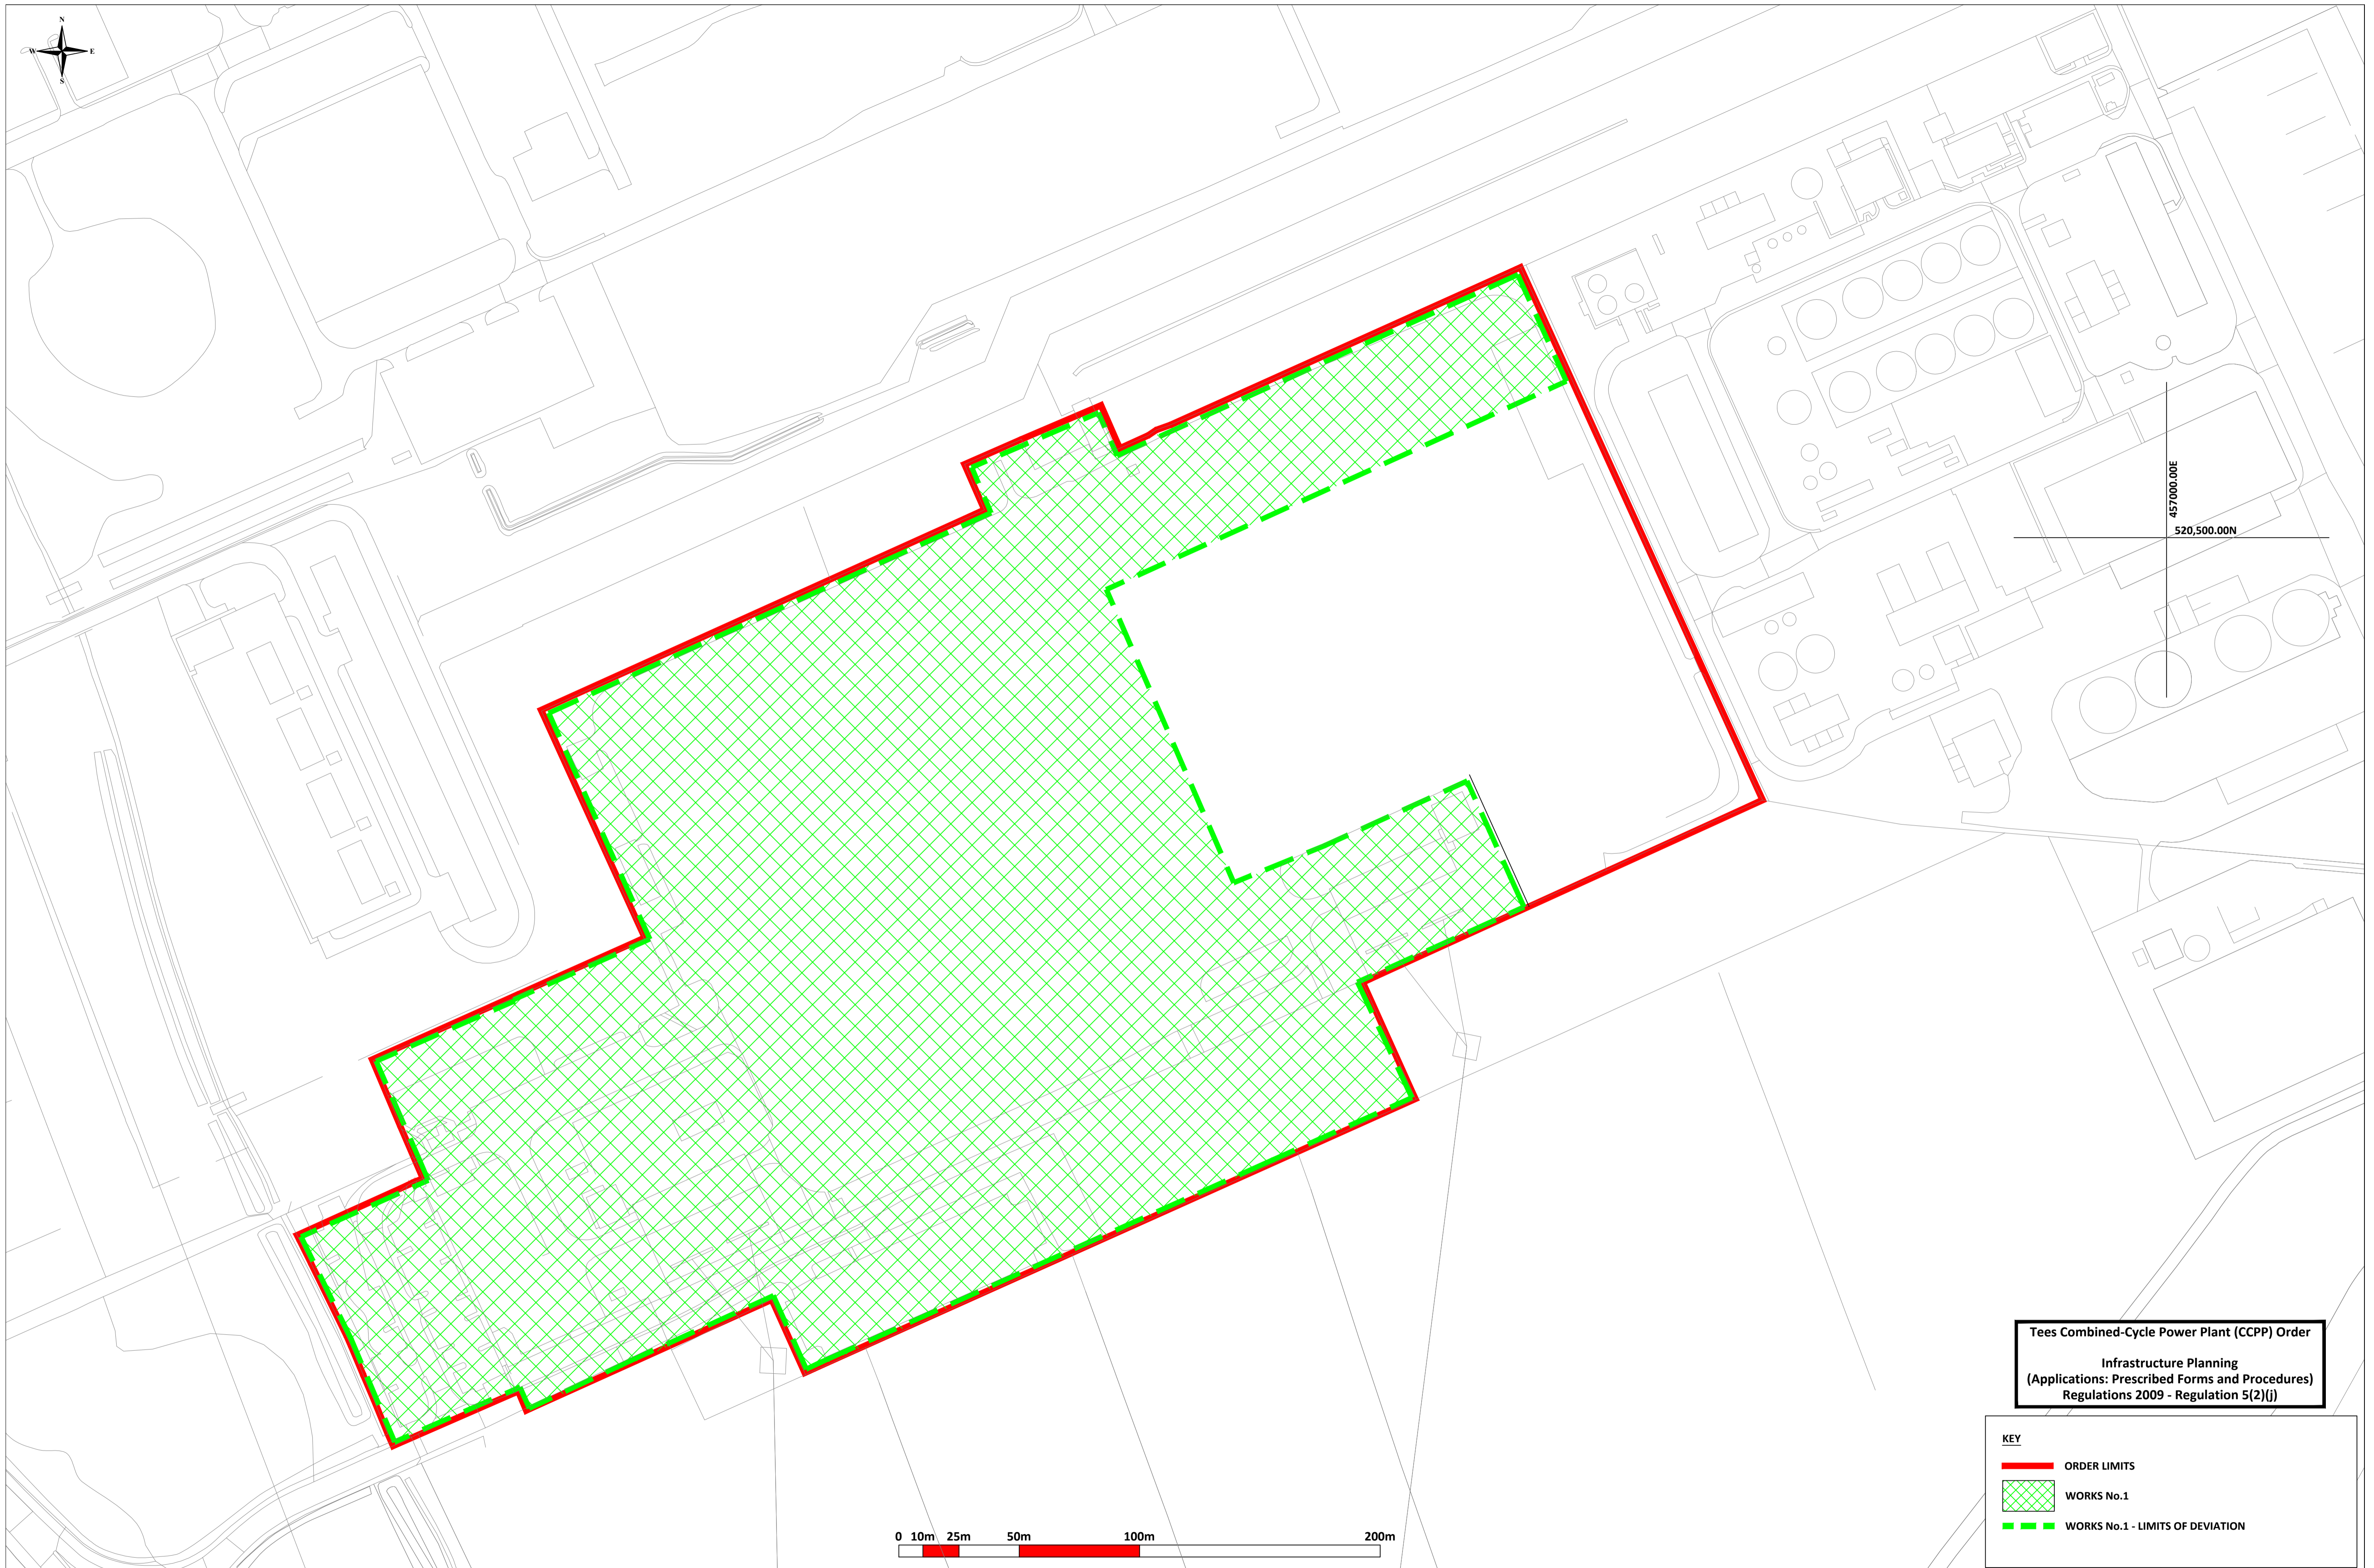 N
W E
S
457000.00E
520,500.00N
Tees Combined-Cycle Power Plant (CCPP) Order
Infrastructure Planning
(Applications: Prescribed Forms and Procedures)
Regulations 2009 - Regulation 5(2)(j)
KEY
ORDER LIMITS
WORKS No.1
WORKS No.1 - LIMITS OF DEVIATION
0 10m 25m 50m 100m 200m